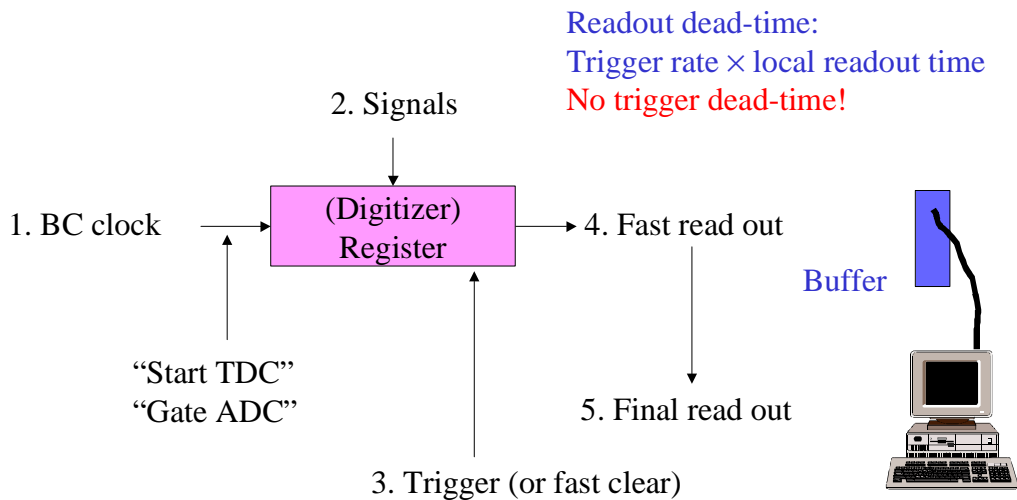 Readout dead-time:
Trigger rate × local readout time
No trigger dead-time!
2. Signals
1. BC clock
(Digitizer)
Register
4. Fast read out
Buffer
“Start TDC”
“Gate ADC”
5. Final read out
3. Trigger (or fast clear)